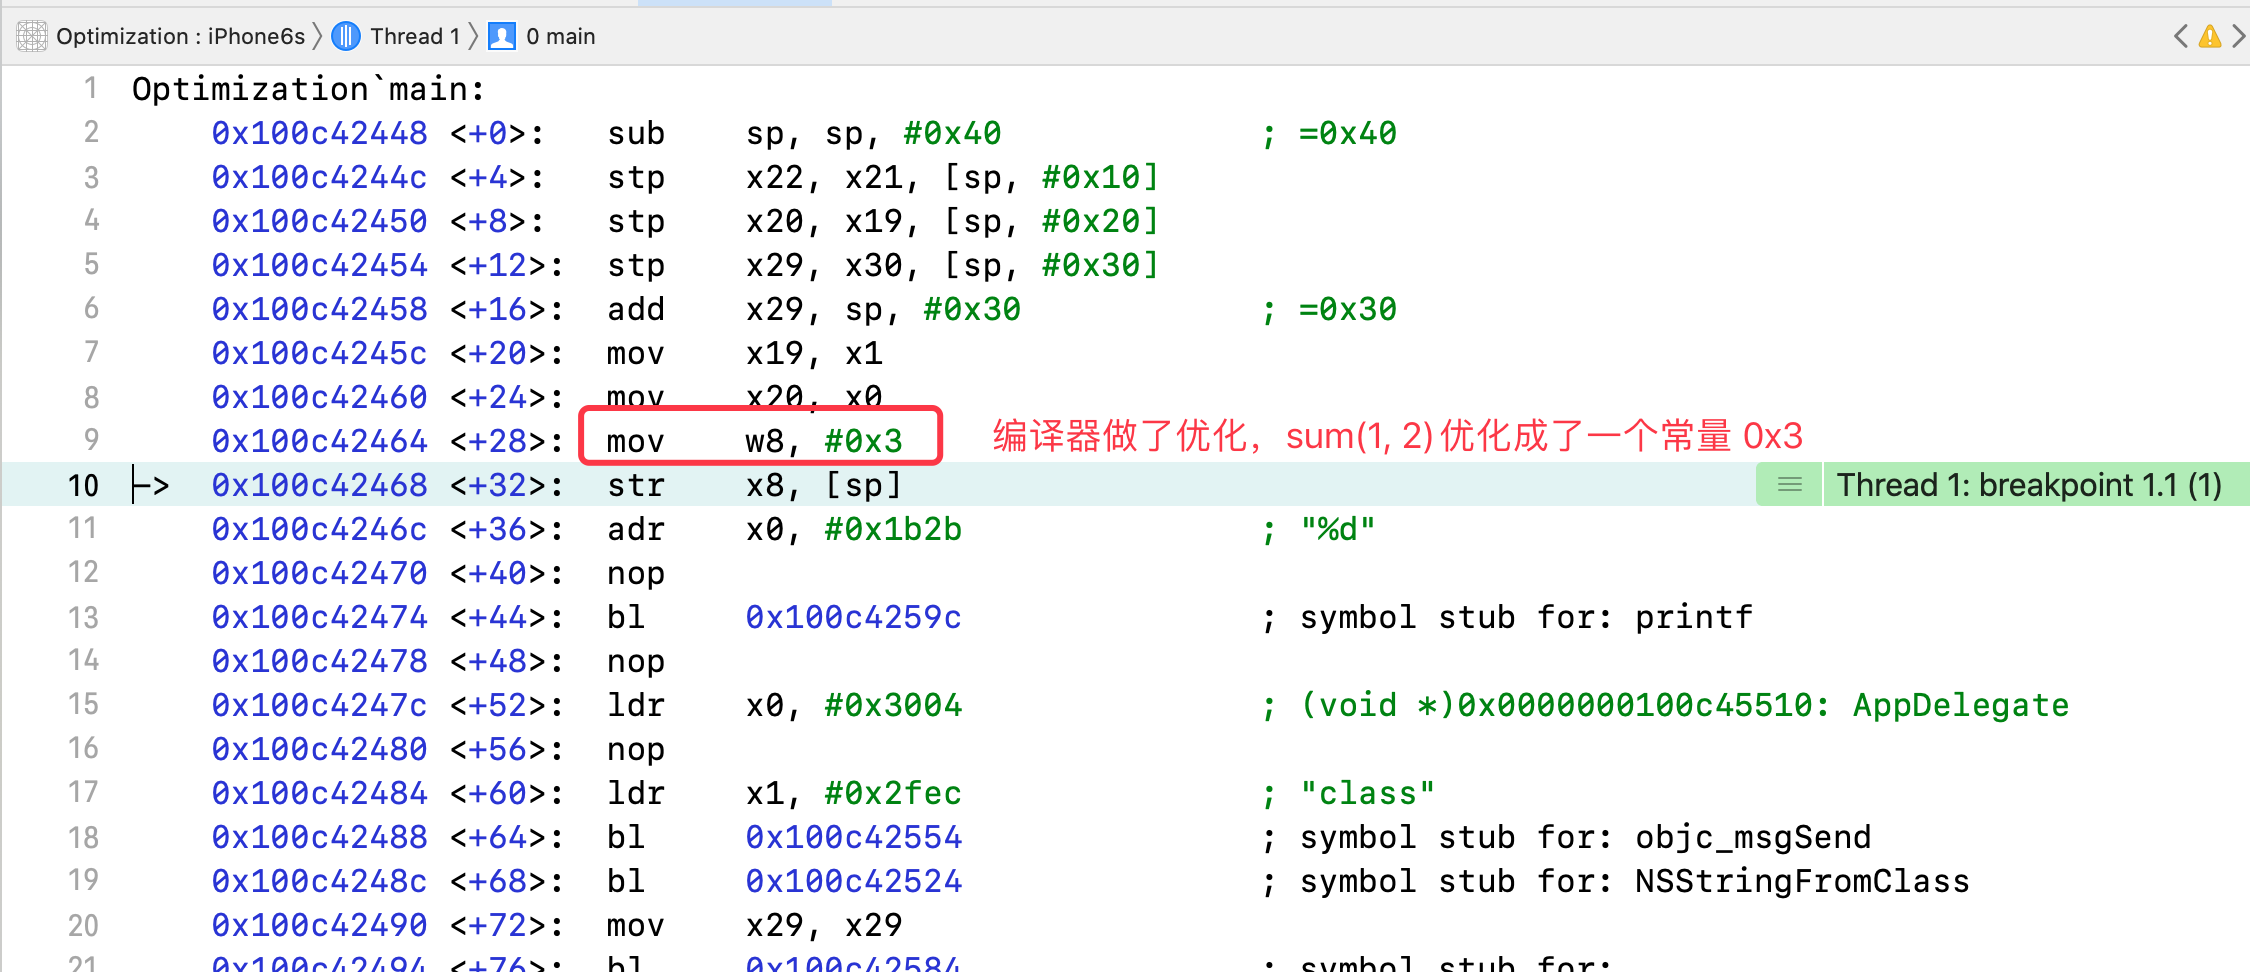 Optimization : iPhone6s 〉 Thread 1 〉 0 main
1 Optimization`main:
2 0x100c42448 <+0>: sub sp, sp, #0x40 ; =0x40
3 0x100c4244c <+4>: stp x22, x21, [sp, #0x10]
4 0x100c42450 <+8>: stp x20, x19, [sp, #0x20]
5 0x100c42454 <+12>: stp x29, x30, [sp, #0x30]
6 0x100c42458 <+16>: add x29, sp, #0x30 ; =0x30
7 0x100c4245c <+20>: mov x19, x1
8 0x100c42460 <+24>: mov x20, x0
9 0x100c42464 <+28>: mov w8, #0x3 编译器做了优化，sum(1, 2)优化成了一个常量 0x3
10 -> 0x100c42468 <+32>: str x8, [sp] Thread 1: breakpoint 1.1 (1)
11 0x100c4246c <+36>: adr x0, #0x1b2b ; "%d"
12 0x100c42470 <+40>: nop
13 0x100c42474 <+44>: bl 0x100c4259c ; symbol stub for: printf
14 0x100c42478 <+48>: nop
15 0x100c4247c <+52>: ldr x0, #0x3004 ; (void *)0x0000000100c45510: AppDelegate
16 0x100c42480 <+56>: nop
17 0x100c42484 <+60>: ldr x1, #0x2fec ; "class"
18 0x100c42488 <+64>: bl 0x100c42554 ; symbol stub for: objc_msgSend
19 0x100c4248c <+68>: bl 0x100c42524 ; symbol stub for: NSStringFromClass
20 0x100c42490 <+72>: mov x29, x29
21 0x100c42494 <+76>: bl 0x100c42584 ; symbol stub for: